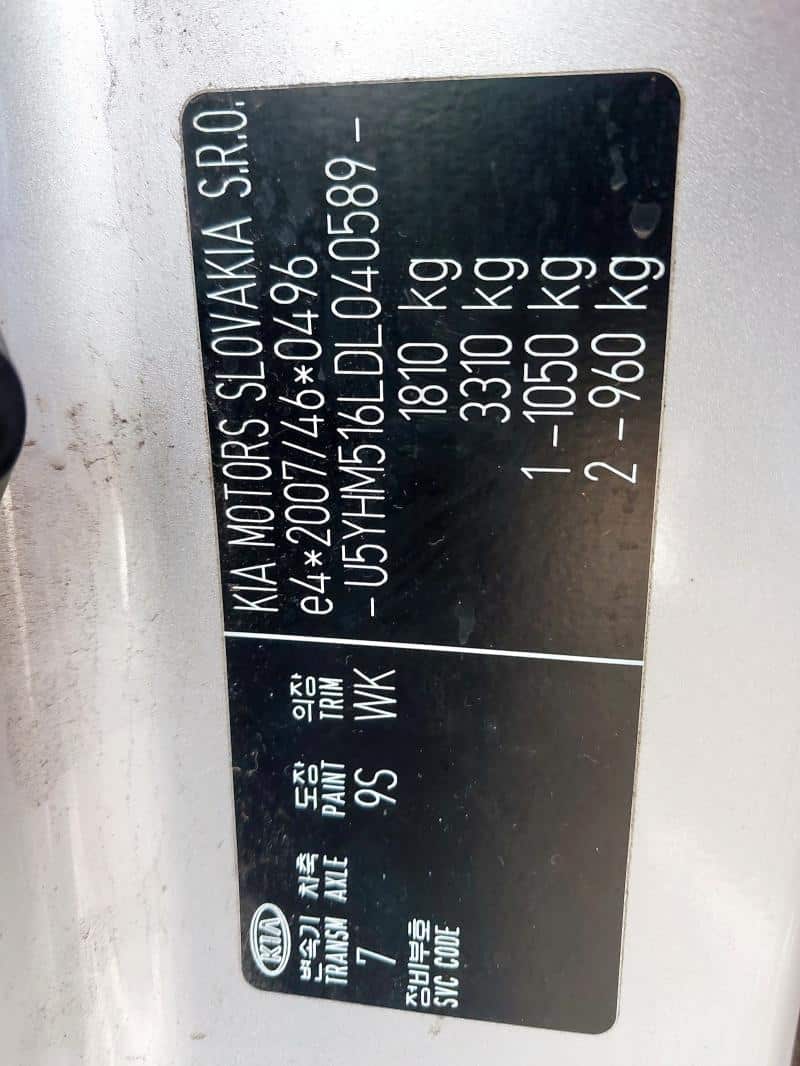 KIA MOTORS SLOVAKIA S.R.O.
e4*2007/46*0496
-U5YHM516LDL040589-
1810 kg
3310 kg
1-1050 kg
2-960 kg
KIA
변속기 차축 도장 의장
TRANSM AXLE PAINT TRIM
7 9S WK
정비부호
SVC CODE